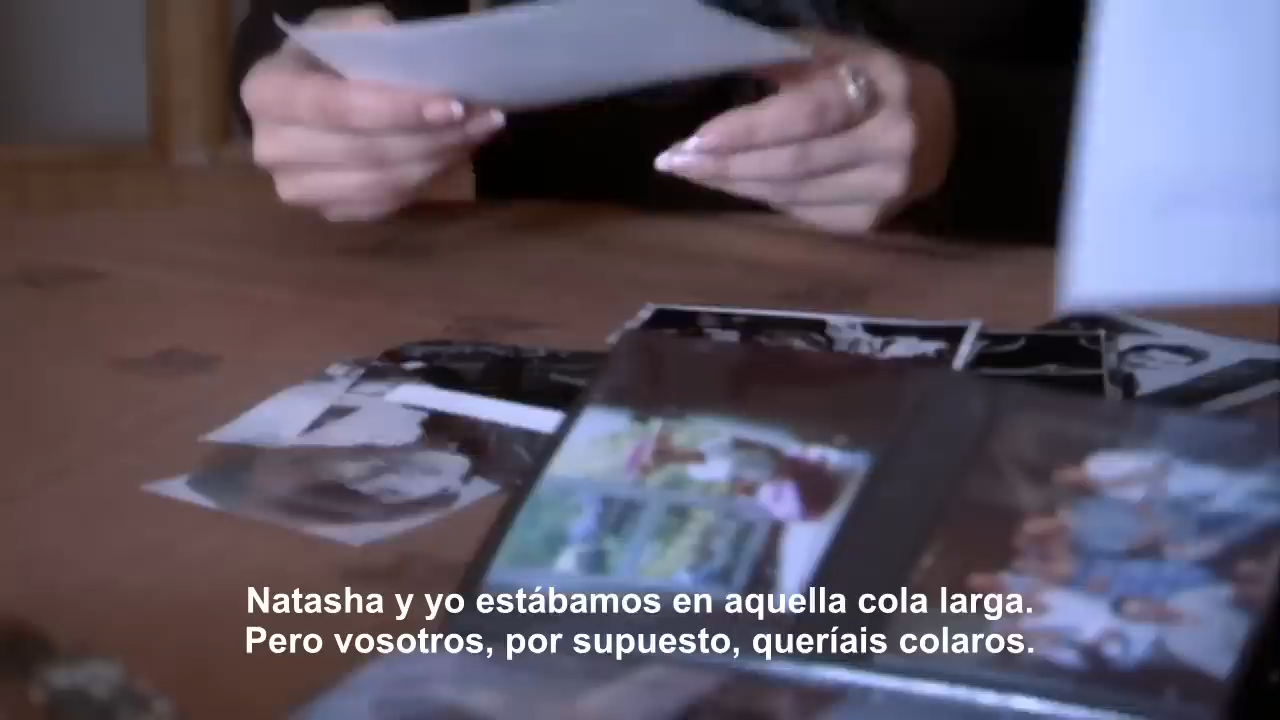 Natasha y yo estábamos en aquella cola larga.
Pero vosotros, por supuesto, queríais colaros.